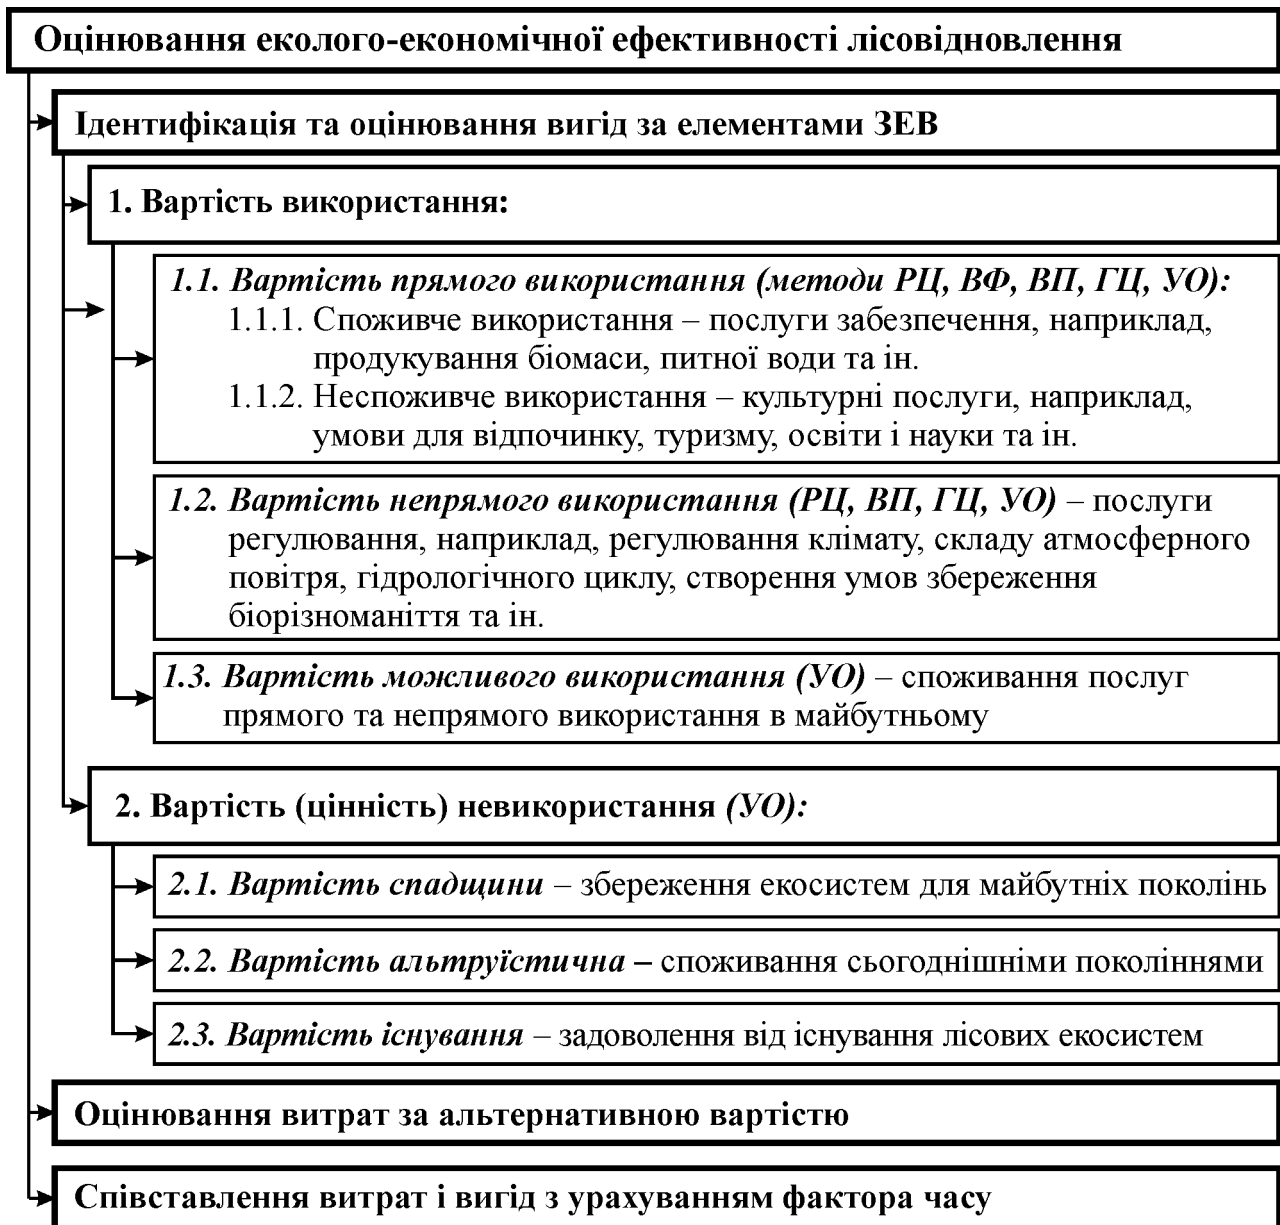 Оцінювання еколого-економічної ефективності лісовідновлення
Ідентифікація та оцінювання вигід за елементами ЗЕВ
1. Вартість використання:
1.1. Вартість прямого використання (методи РЦ, ВФ, ВП, ГЦ, УО):
1.1.1. Споживче використання – послуги забезпечення, наприклад,
продукування біомаси, питної води та ін.
1.1.2. Неспоживче використання – культурні послуги, наприклад,
умови для відпочинку, туризму, освіти і науки та ін.
1.2. Вартість непрямого використання (РЦ, ВП, ГЦ, УО) – послуги
регулювання, наприклад, регулювання клімату, складу атмосферного
повітря, гідрологічного циклу, створення умов збереження
біорізноманіття та ін.
1.3. Вартість можливого використання (УО) – споживання послуг
прямого та непрямого використання в майбутньому
2. Вартість (цінність) невикористання (УО):
2.1. Вартість спадщини – збереження екосистем для майбутніх поколінь
2.2. Вартість альтруїстична – споживання сьогоднішніми поколіннями
2.3. Вартість існування – задоволення від існування лісових екосистем
Оцінювання витрат за альтернативною вартістю
Співставлення витрат і вигід з урахуванням фактора часу